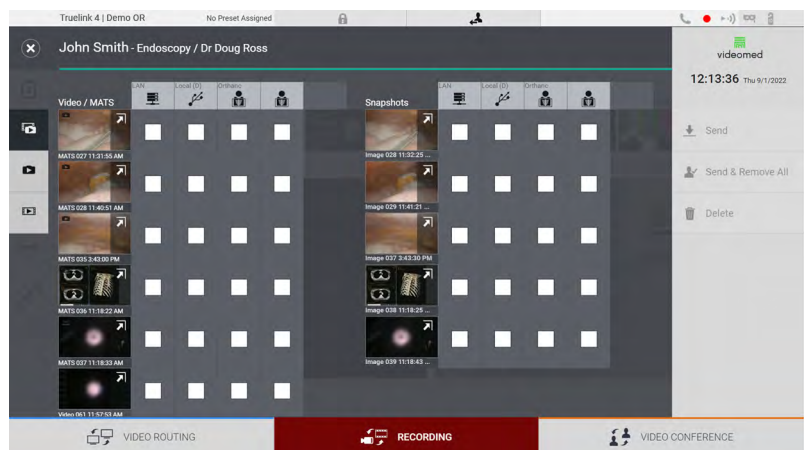 Truelink 4 | Demo OR
No Preset Assigned
John Smith - Endoscopy / Dr Doug Ross
videomed
12:13:36 Thu 9/1/2022
Video / MATS
LAN
Local (D)
Orthanc
Snapshots
LAN
Local (D)
Orthanc
MATS 027 11:31:55 AM
MATS 028 11:40:51 AM
MATS 035 3:43:00 PM
MATS 036 11:18:22 AM
MATS 037 11:18:33 AM
Video 061 11:57:53 AM
Image 028 11:32:25 ...
Image 029 11:41:21 ...
Image 037 3:43:30 PM
Image 038 11:18:25 ...
Image 039 11:18:43 ...
Send
Send & Remove All
Delete
VIDEO ROUTING
RECORDING
VIDEO CONFERENCE